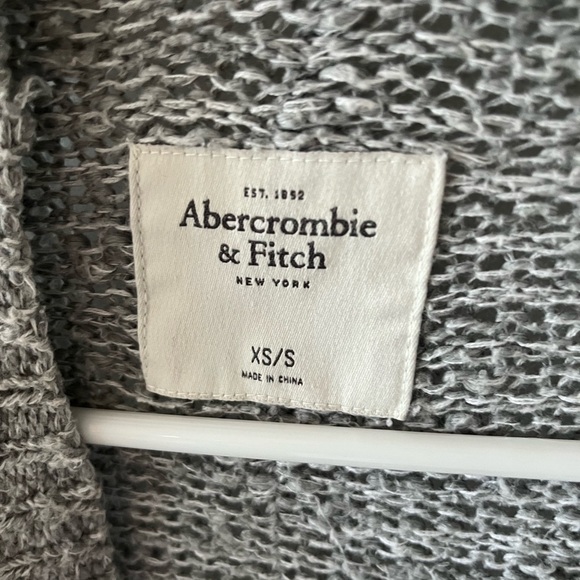 EST. 1892
Abercrombie
& Fitch
NEW YORK
XS/S
MADE IN CHINA